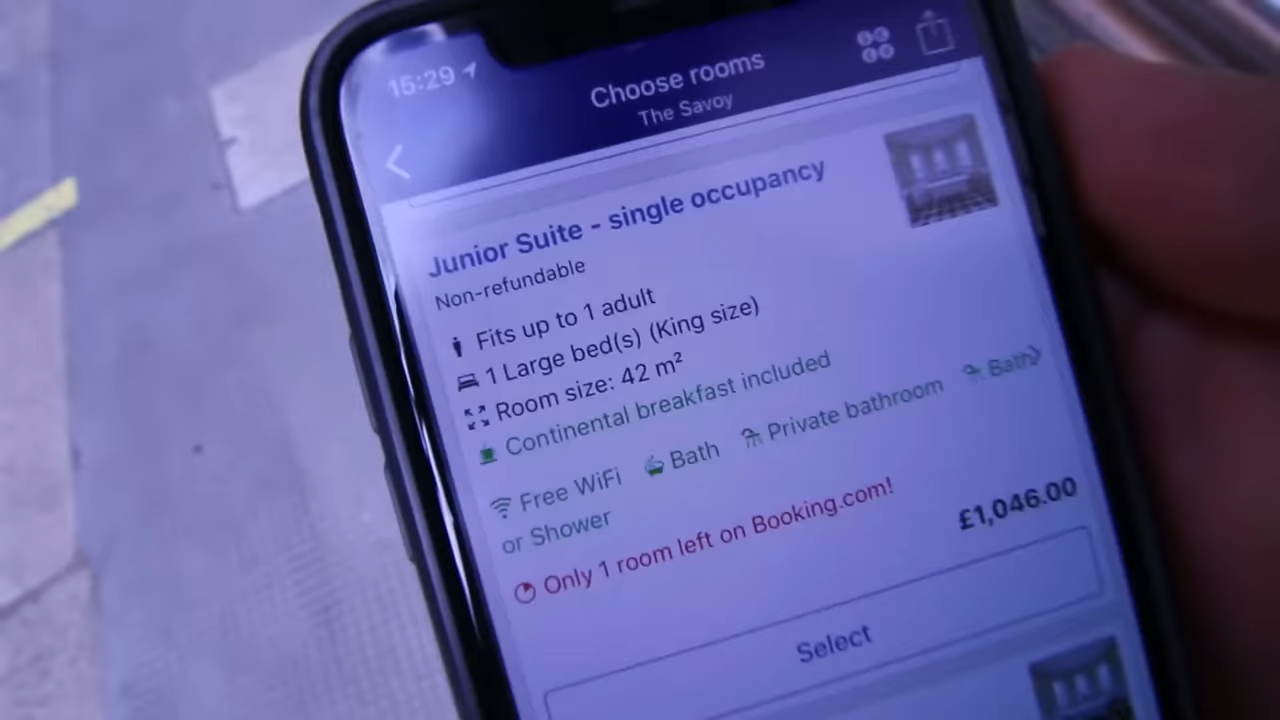 15:29
Choose rooms
The Savoy
Junior Suite - single occupancy
Non-refundable
Fits up to 1 adult
1 Large bed(s) (King size)
Room size: 42 m²
Continental breakfast included
Free WiFi Bath Private bathroom Bath
or Shower
Only 1 room left on Booking.com!
£1,046.00
Select